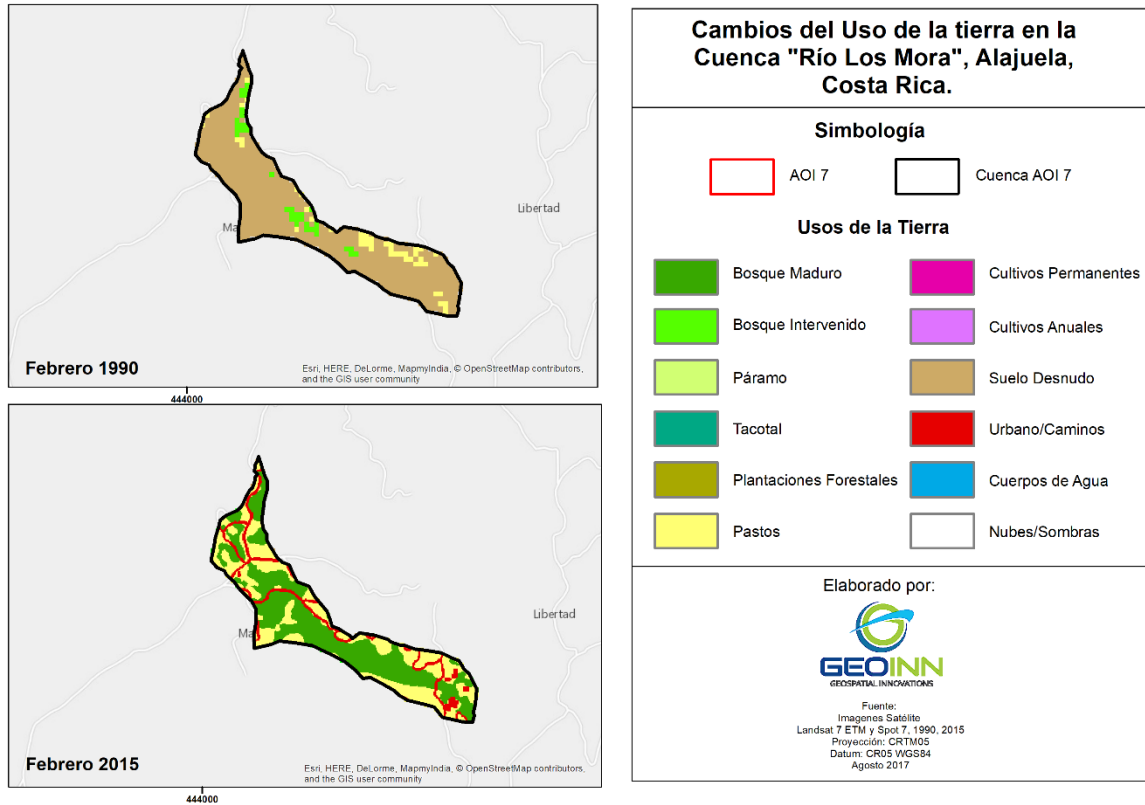 Libertad
Ma
Febrero 1990
Esri, HERE, DeLorme, MapmyIndia, © OpenStreetMap contributors,
and the GIS user community
444000
Libertad
Ma
Febrero 2015
Esri, HERE, DeLorme, MapmyIndia, © OpenStreetMap contributors,
and the GIS user community
444000
Cambios del Uso de la tierra en la
Cuenca "Río Los Mora", Alajuela,
Costa Rica.
Simbología
AOI 7
Cuenca AOI 7
Usos de la Tierra
Bosque Maduro
Cultivos Permanentes
Bosque Intervenido
Cultivos Anuales
Páramo
Suelo Desnudo
Tacotal
Urbano/Caminos
Plantaciones Forestales
Cuerpos de Agua
Pastos
Nubes/Sombras
Elaborado por:
GEOINN
GEOSPATIAL INNOVATIONS
Fuente:
Imagenes Satélite
Landsat 7 ETM y Spot 7, 1990, 2015
Proyección: CRTM05
Datum: CR05 WGS84
Agosto 2017